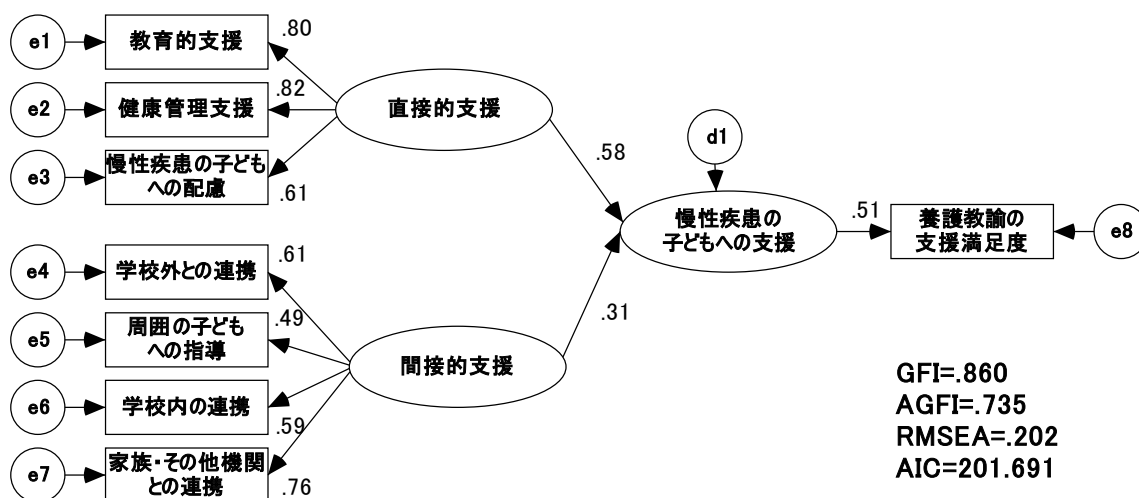 e1
教育的支援
.80
e2
健康管理支援
.82
直接的支援
e3
慢性疾患の子ども
への配慮
.61
.58
d1
慢性疾患の
子どもへの支援
.51
養護教諭の
支援満足度
e8
e4
学校外との連携
.61
e5
周囲の子ども
への指導
.49
間接的支援
.31
e6
学校内の連携
.59
e7
家族・その他機関
との連携
.76
GFI=.860
AGFI=.735
RMSEA=.202
AIC=201.691